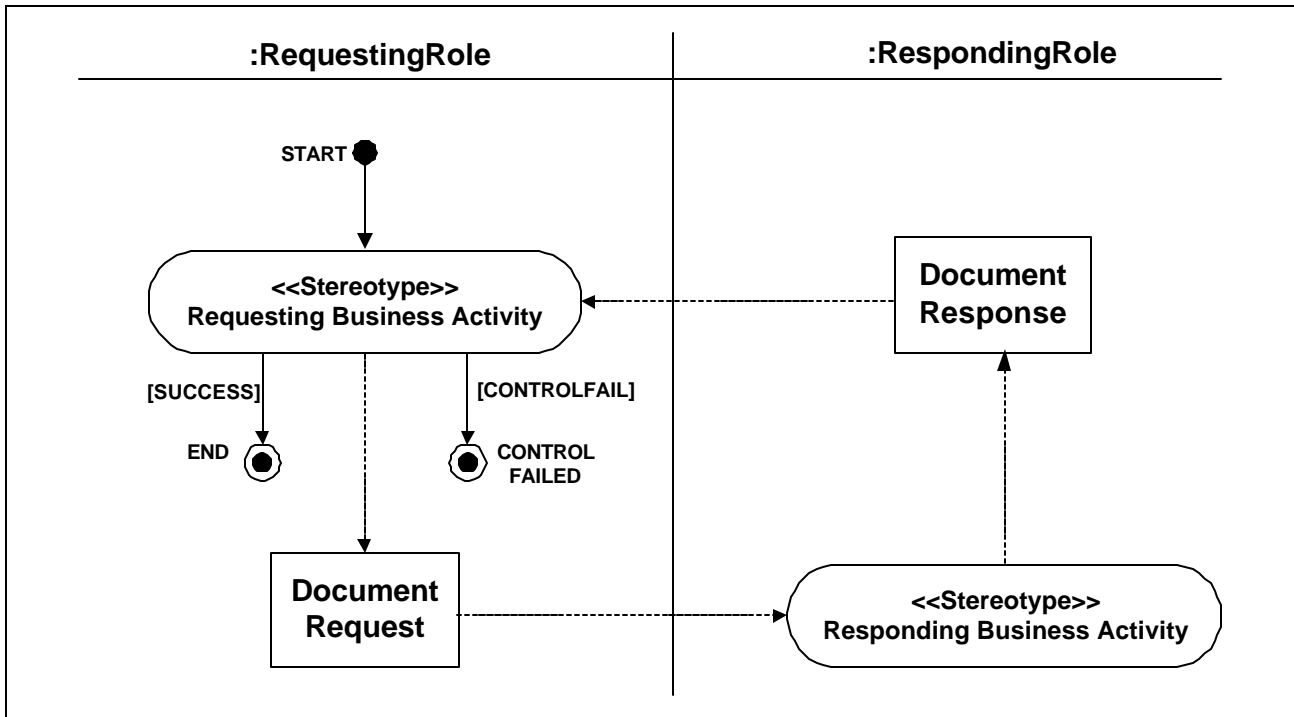 :RequestingRole
:RespondingRole
START
<<Stereotype>>
Requesting Business Activity
Document
Response
[SUCCESS]
[CONTROLFAIL]
END
CONTROL
FAILED
Document
Request
<<Stereotype>>
Responding Business Activity